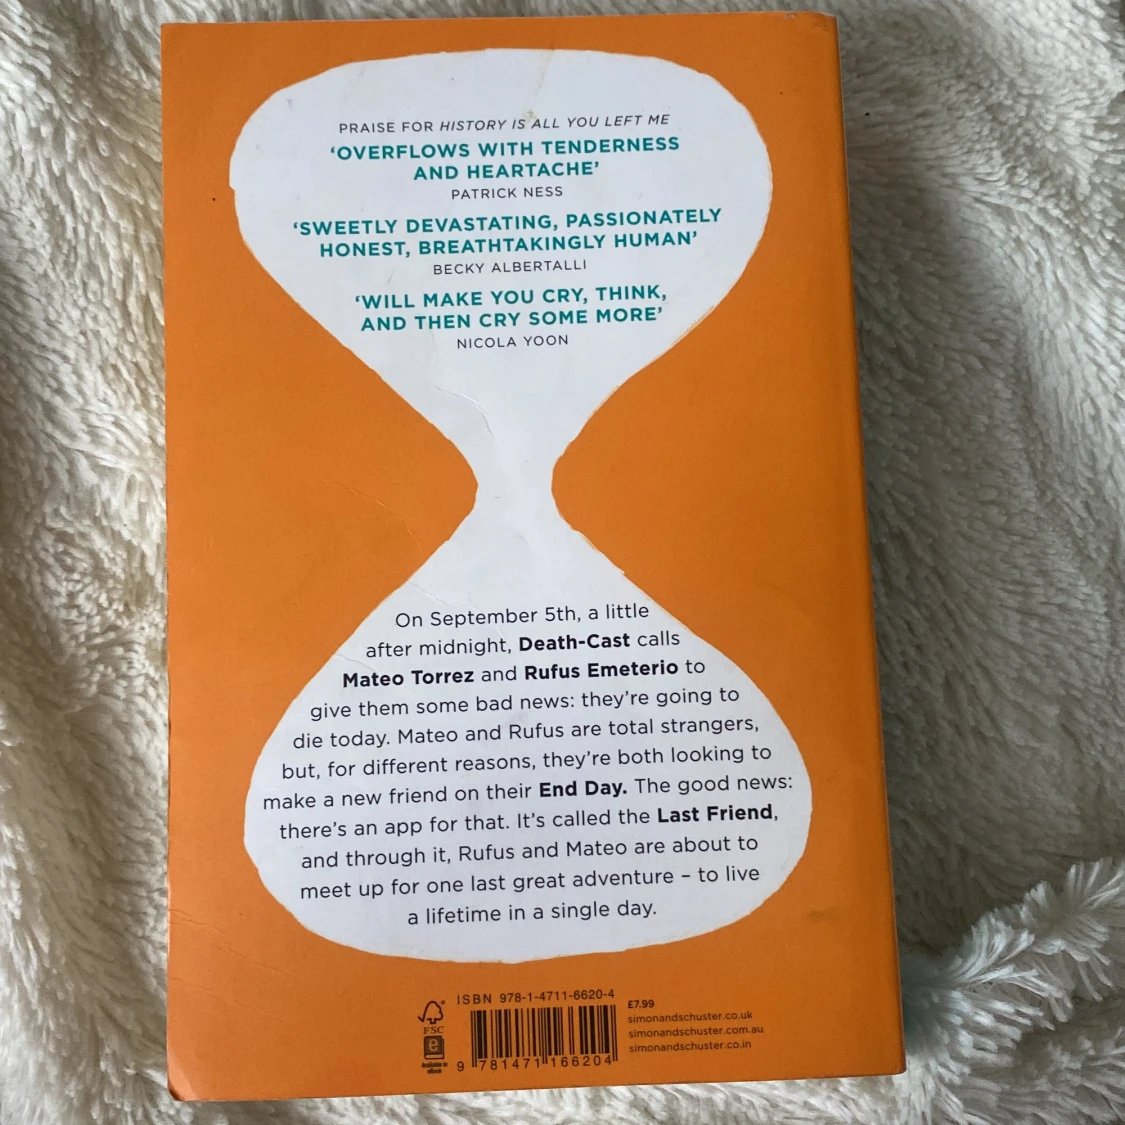 PRAISE FOR HISTORY IS ALL YOU LEFT ME
‘OVERFLOWS WITH TENDERNESS
AND HEARTACHE’
PATRICK NESS
‘SWEETLY DEVASTATING, PASSIONATELY
HONEST, BREATHTAKINGLY HUMAN’
BECKY ALBERTALLI
‘WILL MAKE YOU CRY, THINK,
AND THEN CRY SOME MORE’
NICOLA YOON
On September 5th, a little
after midnight, Death-Cast calls
Mateo Torrez and Rufus Emeterio to
give them some bad news: they’re going to
die today. Mateo and Rufus are total strangers,
but, for different reasons, they’re both looking to
make a new friend on their End Day. The good news:
there’s an app for that. It’s called the Last Friend,
and through it, Rufus and Mateo are about to
meet up for one last great adventure – to live
a lifetime in a single day.
FSC
e
Available in
eBook
ISBN 978-1-4711-6620-4
9 781471 166204
£7.99
simonandschuster.co.uk
simonandschuster.com.au
simonandschuster.co.in